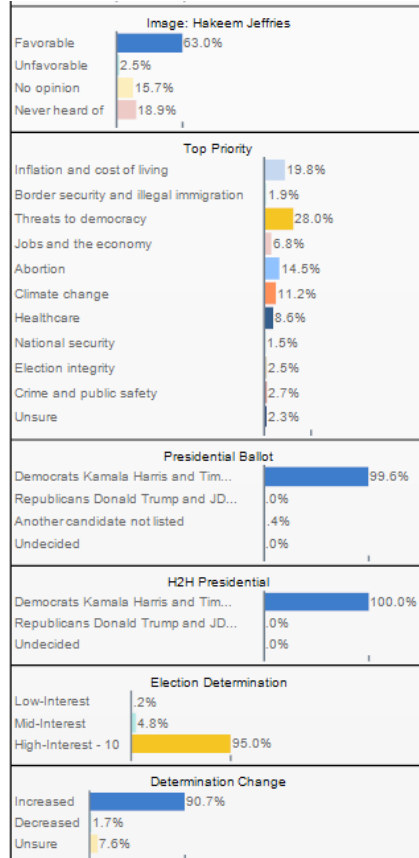 Image: Hakeem Jeffries
Favorable 63.0%
Unfavorable 2.5%
No opinion 15.7%
Never heard of 18.9%
Top Priority
Inflation and cost of living 19.8%
Border security and illegal immigration 1.9%
Threats to democracy 28.0%
Jobs and the economy 6.8%
Abortion 14.5%
Climate change 11.2%
Healthcare 8.6%
National security 1.5%
Election integrity 2.5%
Crime and public safety 2.7%
Unsure 2.3%
Presidential Ballot
Democrats Kamala Harris and Tim... 99.6%
Republicans Donald Trump and JD... .0%
Another candidate not listed .4%
Undecided .0%
H2H Presidential
Democrats Kamala Harris and Tim... 100.0%
Republicans Donald Trump and JD... .0%
Undecided .0%
Election Determination
Low-Interest .2%
Mid-Interest 4.8%
High-Interest - 10 95.0%
Determination Change
Increased 90.7%
Decreased 1.7%
Unsure 7.6%